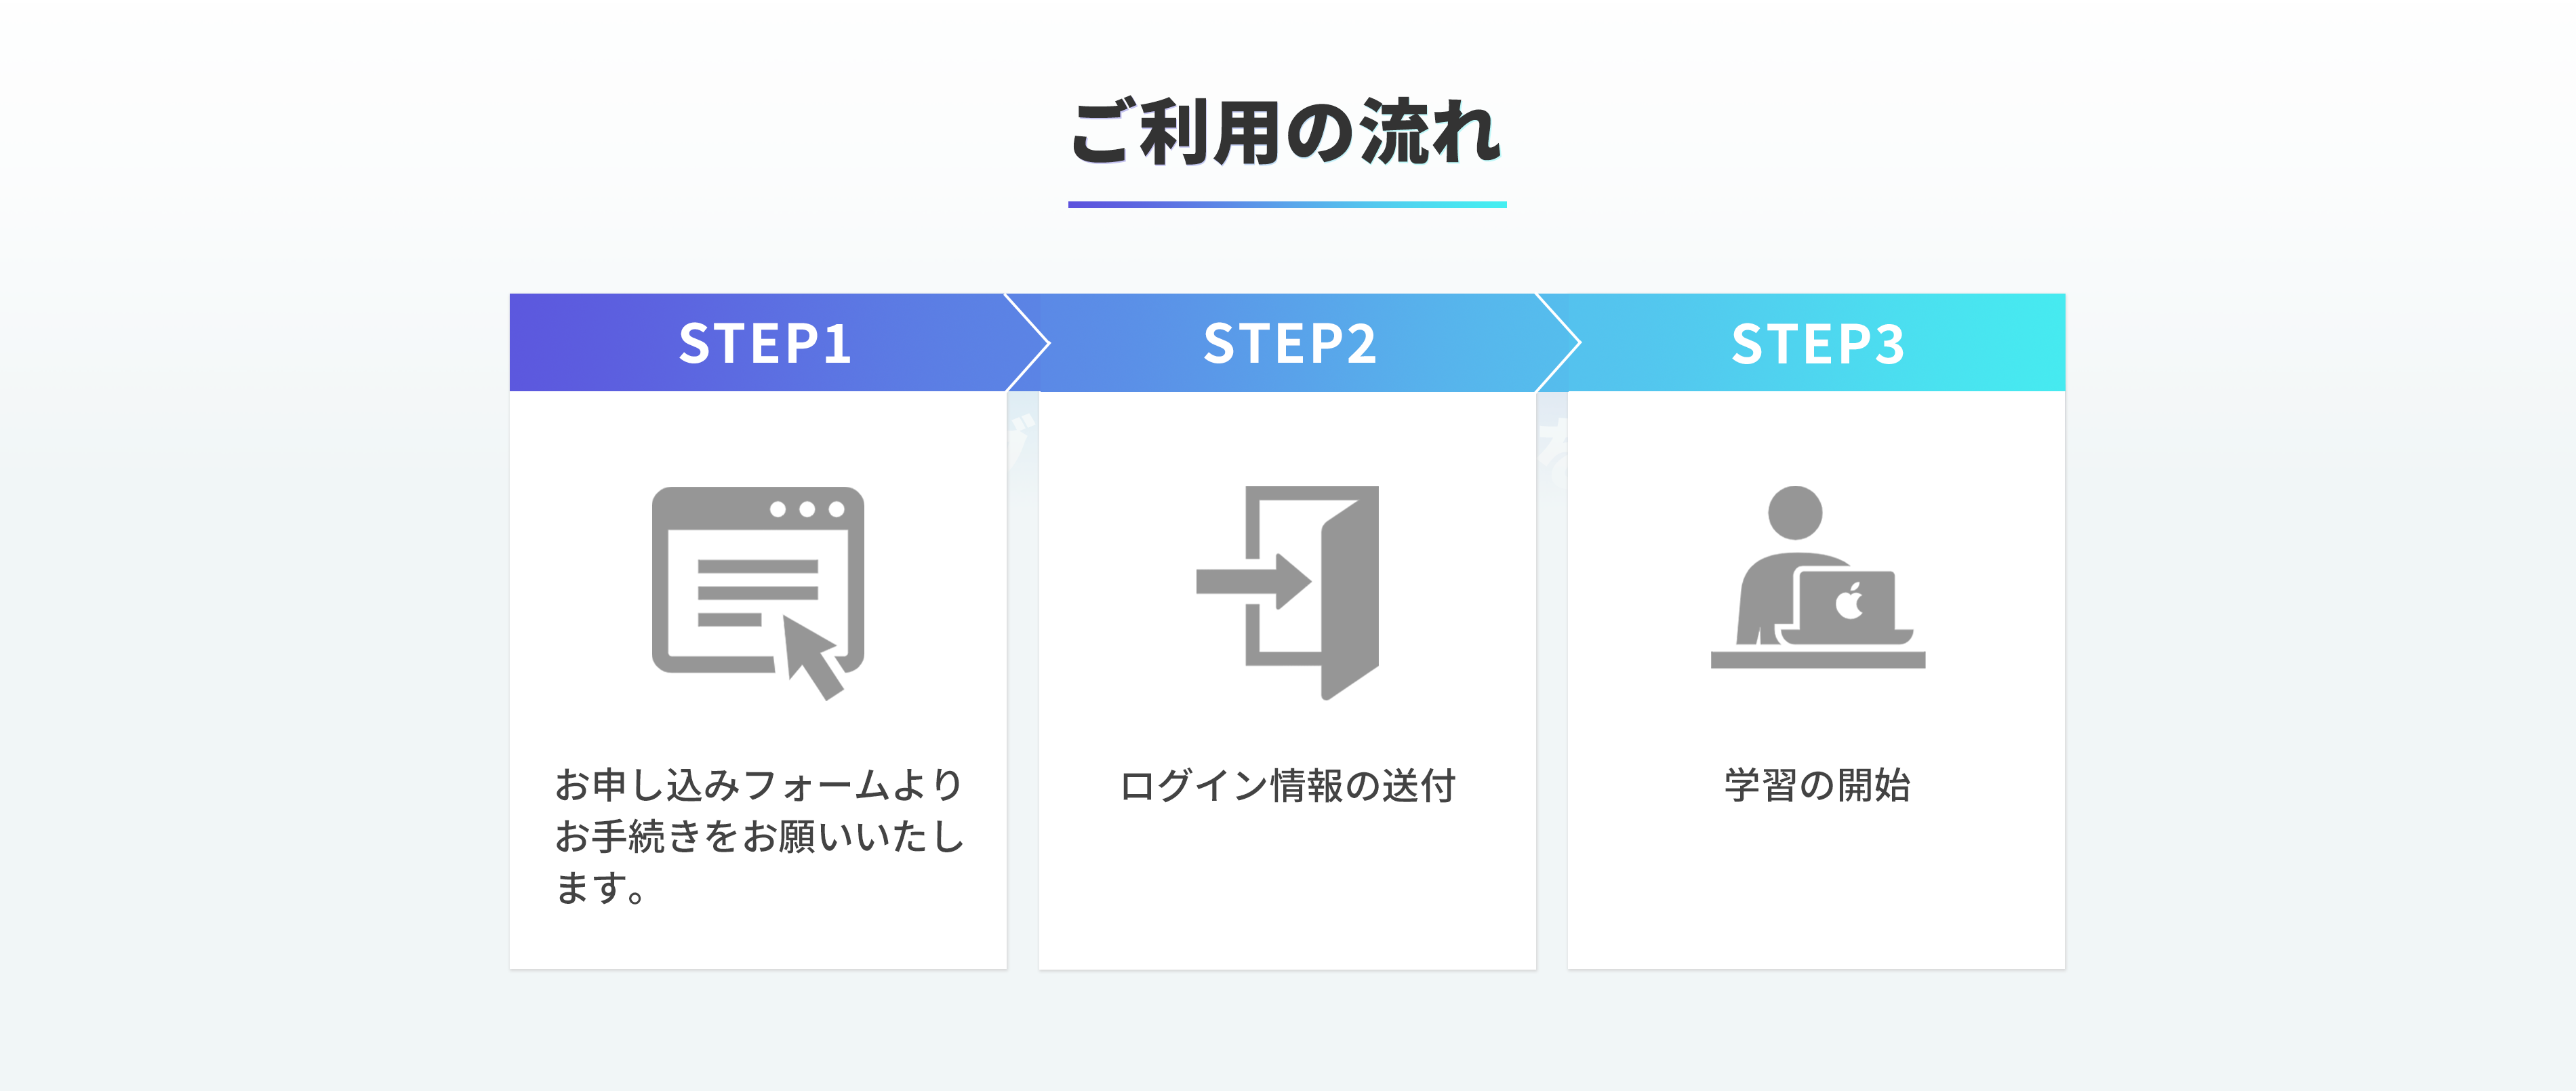 ご利用の流れ
STEP1
STEP2
STEP3
お申し込みフォームより
お手続きをお願いいたし
ます。
ログイン情報の送付
学習の開始